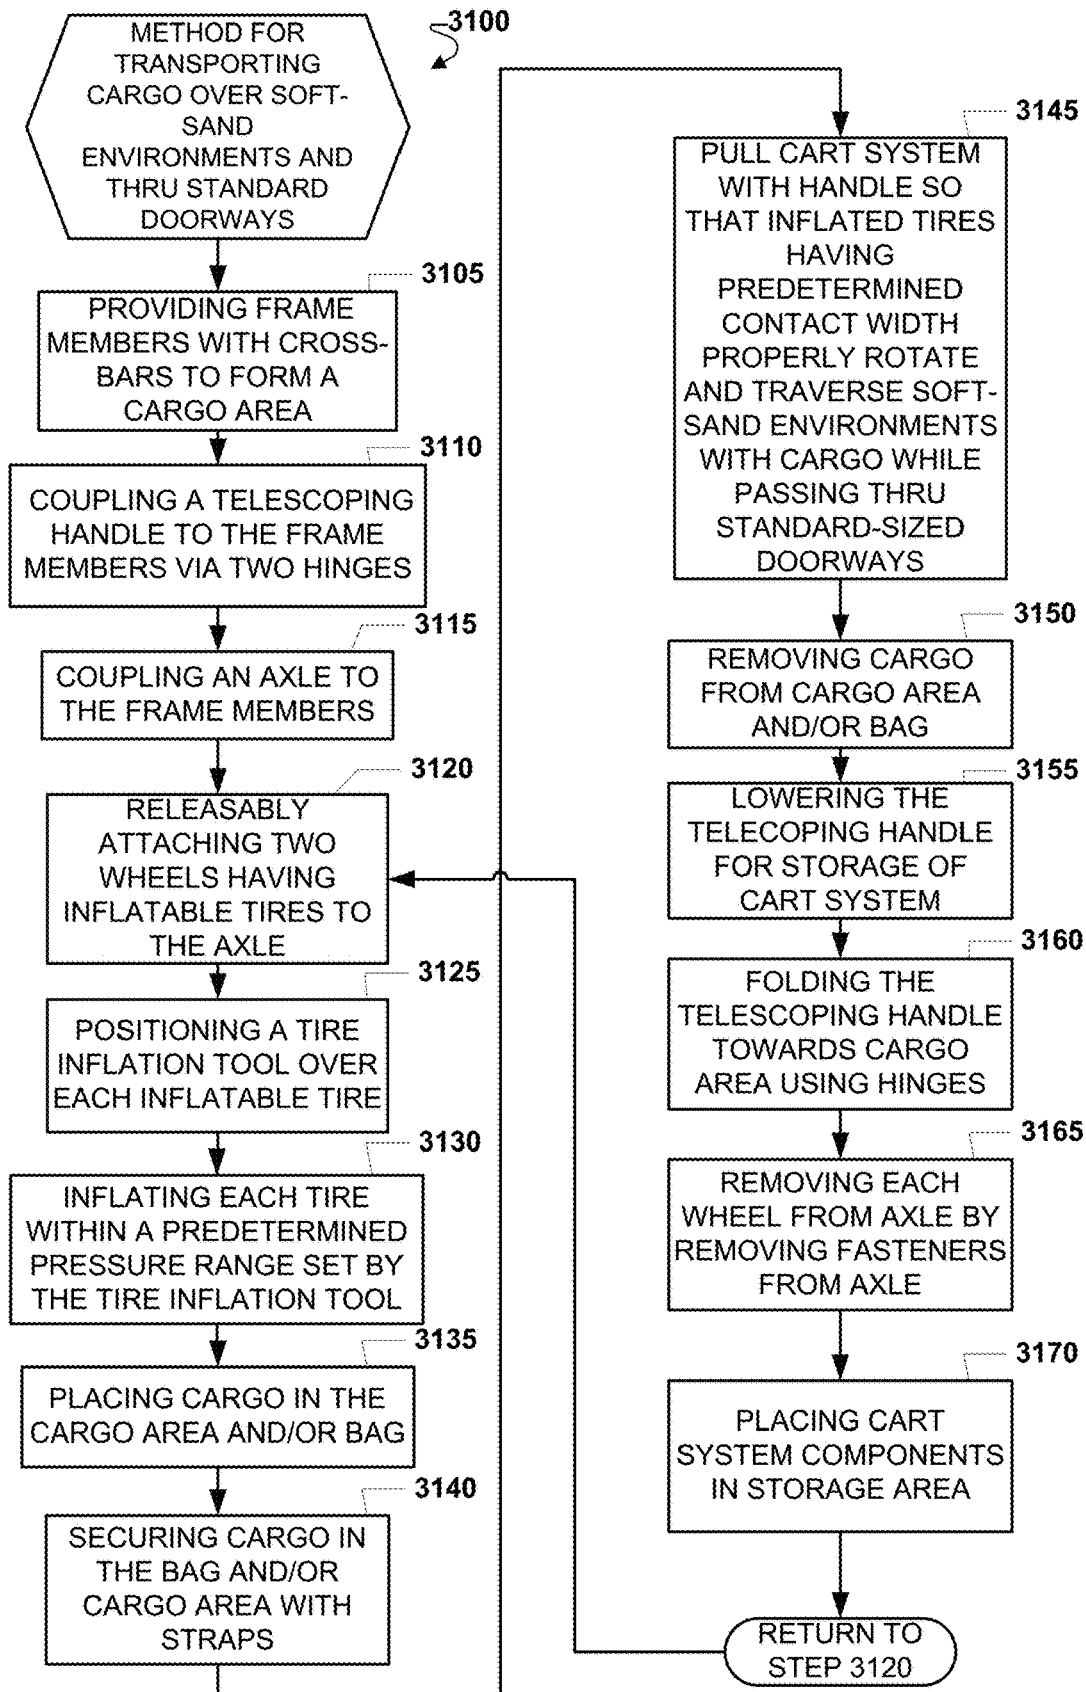 3100
METHOD FOR
TRANSPORTING
CARGO OVER SOFT-
SAND
ENVIRONMENTS AND
THRU STANDARD
DOORWAYS
3105
PROVIDING FRAME
MEMBERS WITH CROSS-
BARS TO FORM A
CARGO AREA
3110
COUPLING A TELESCOPING
HANDLE TO THE FRAME
MEMBERS VIA TWO HINGES
3115
COUPLING AN AXLE TO
THE FRAME MEMBERS
3120
RELEASABLY
ATTACHING TWO
WHEELS HAVING
INFLATABLE TIRES TO
THE AXLE
3125
POSITIONING A TIRE
INFLATION TOOL OVER
EACH INFLATABLE TIRE
3130
INFLATING EACH TIRE
WITHIN A PREDETERMINED
PRESSURE RANGE SET BY
THE TIRE INFLATION TOOL
3135
PLACING CARGO IN THE
CARGO AREA AND/OR BAG
3140
SECURING CARGO IN
THE BAG AND/OR
CARGO AREA WITH
STRAPS
3145
PULL CART SYSTEM
WITH HANDLE SO
THAT INFLATED TIRES
HAVING
PREDETERMINED
CONTACT WIDTH
PROPERLY ROTATE
AND TRAVERSE SOFT-
SAND ENVIRONMENTS
WITH CARGO WHILE
PASSING THRU
STANDARD-SIZED
DOORWAYS
3150
REMOVING CARGO
FROM CARGO AREA
AND/OR BAG
3155
LOWERING THE
TELECOPING HANDLE
FOR STORAGE OF
CART SYSTEM
3160
FOLDING THE
TELESCOPING HANDLE
TOWARDS CARGO
AREA USING HINGES
3165
REMOVING EACH
WHEEL FROM AXLE BY
REMOVING FASTENERS
FROM AXLE
3170
PLACING CART
SYSTEM COMPONENTS
IN STORAGE AREA
RETURN TO
STEP 3120